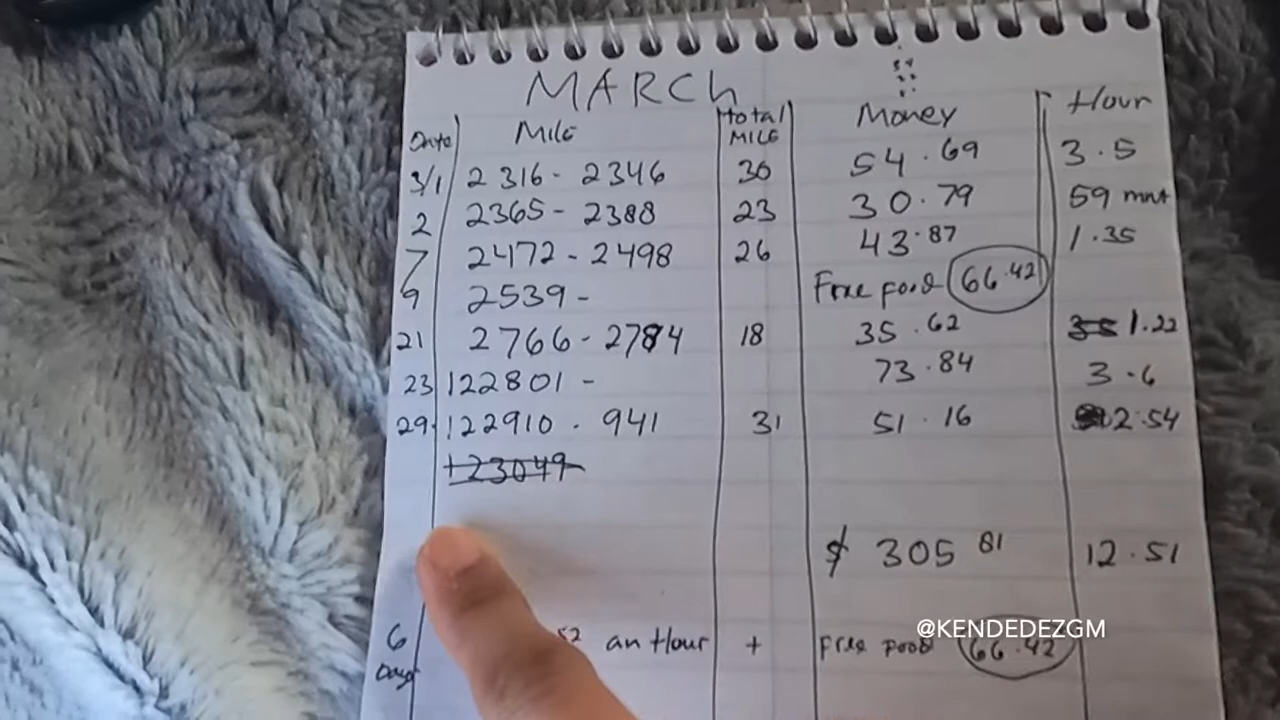 MARCH
Date Mile total MILE Money Hour
3/1 2316- 2346 30 54.69 3.5
2 2365- 2388 23 30.79 59 mnt
7 2472 - 2498 26 43.87 1.35
9 2539- Free food 66.42
21 2766- 2784 18 35.62 1.22
23 122801 - 73.84 3.6
29 122910 - 941 31 51.16 2.54
123049
$ 305 81 12.51
@KENDEDEZGM
6 Days 52 an Hour + Free food 66.42